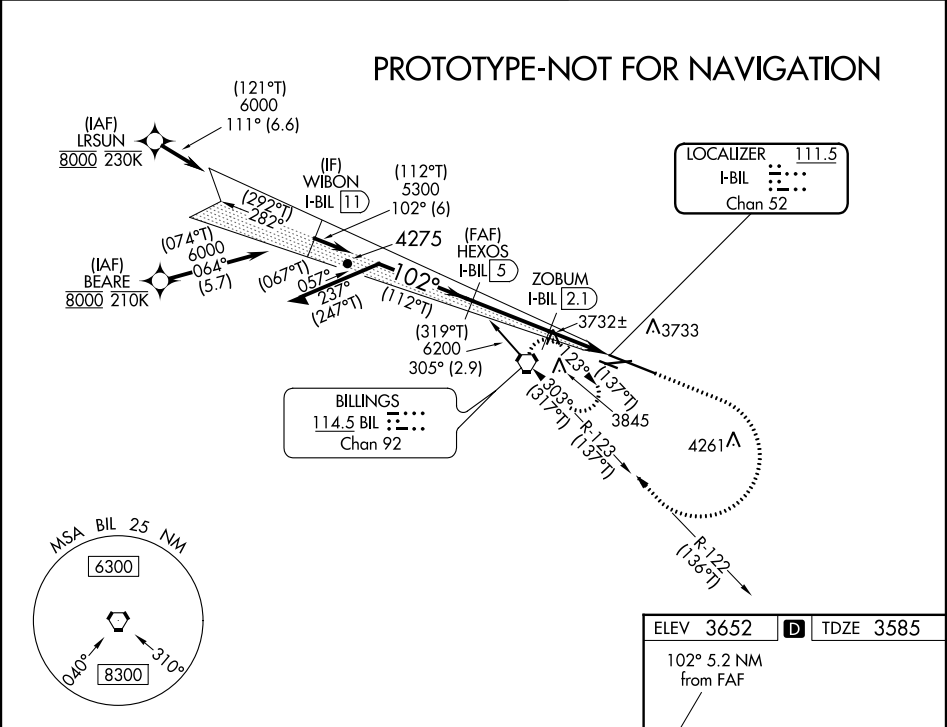 PROTOTYPE-NOT FOR NAVIGATION
(121°T)
6000
111° (6.6)
(IAF)
LRSUN
8000 230K
(IF)
WIBON
I-BIL 11
(112°T)
5300
102° (6)
LOCALIZER 111.5
I-BIL
Chan 52
(292°T)
282°
4275
(FAF)
HEXOS
I-BIL 5
(074°T)
6000
064°
(5.7)
(IAF)
BEARE
8000 210K
(067°T)
057°
237°
(247°T)
102°
(112°T)
ZOBUM
I-BIL 2.1
3732±
3733
(319°T)
6200
305° (2.9)
123°
(137°T)
303°
(317°T)
3845
R-123
(137°T)
4261
BILLINGS
114.5 BIL
Chan 92
R-122
(136°T)
MSA BIL 25 NM
6300
040°
310°
8300
ELEV 3652 D TDZE 3585
102° 5.2 NM
from FAF